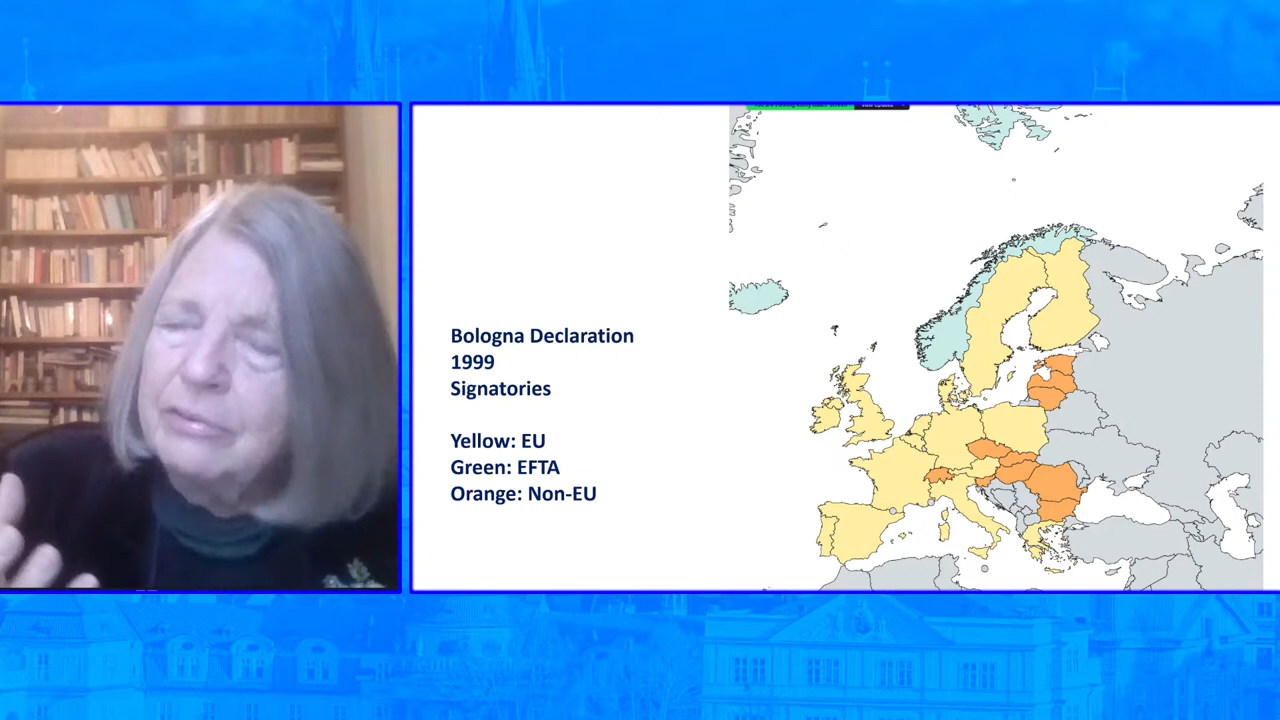 Bologna Declaration
1999
Signatories
Yellow: EU
Green: EFTA
Orange: Non-EU